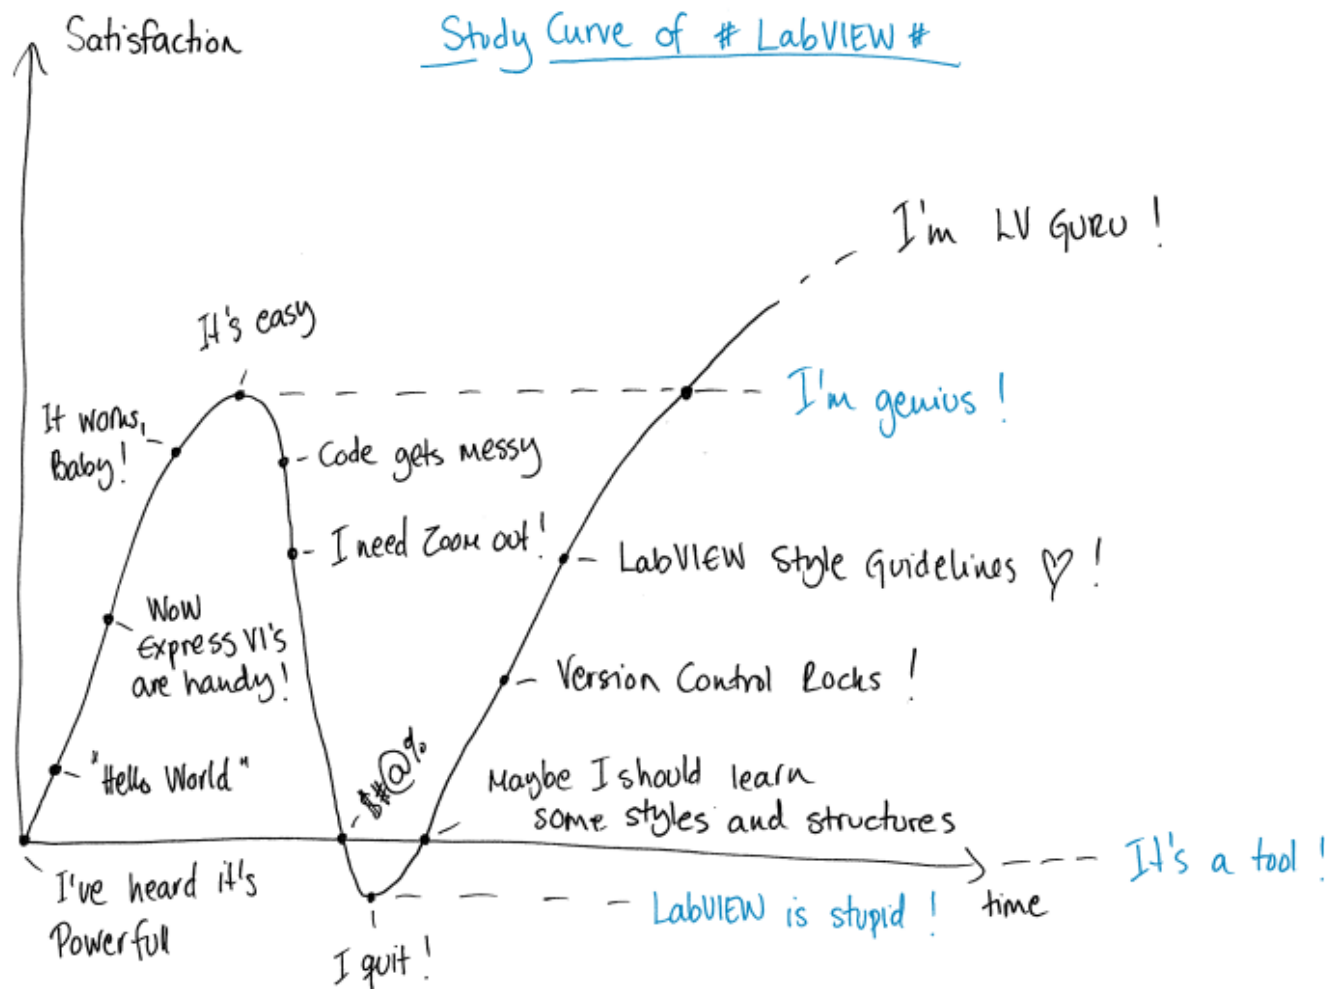 Satisfaction
Study Curve of # LabVIEW #
I'm LV GURU !
It's easy
I'm genius !
It works,
Baby!
Code gets messy
I need Zoom out!
LabVIEW Style Guidelines ♡ !
Wow
Express VI's
are handy!
Version Control Rocks !
"Hello World"
$#@%
Maybe I should learn
some styles and structures
I've heard it's
Powerfull
It's a tool !
time
LabVIEW is stupid !
I quit !